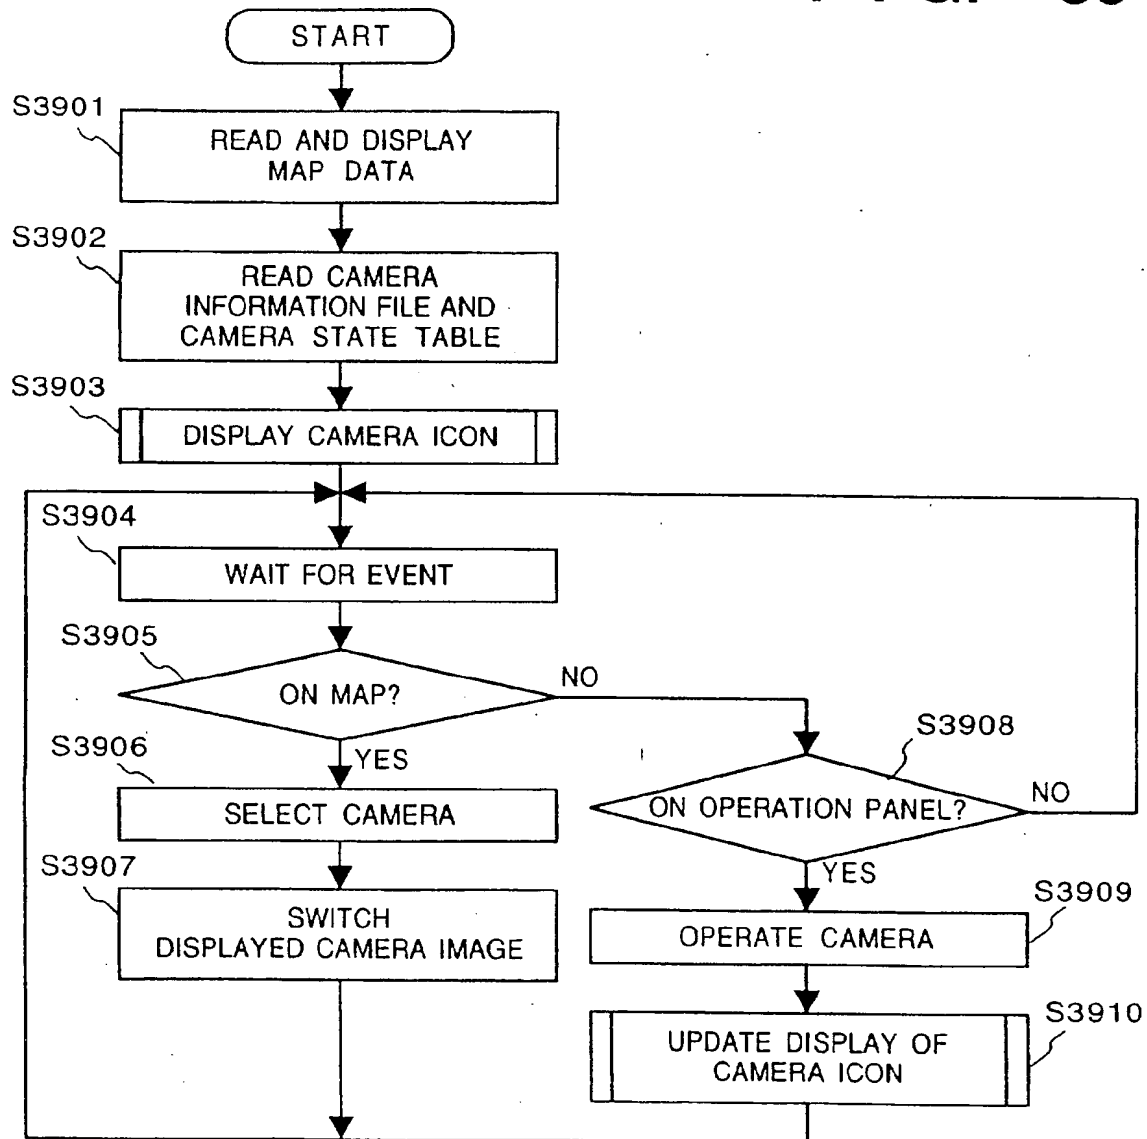 START
S3901
READ AND DISPLAY
MAP DATA
S3902
READ CAMERA
INFORMATION FILE AND
CAMERA STATE TABLE
S3903
DISPLAY CAMERA ICON
S3904
WAIT FOR EVENT
S3905
ON MAP?
NO
YES
S3906
SELECT CAMERA
S3907
SWITCH
DISPLAYED CAMERA IMAGE
S3908
ON OPERATION PANEL?
NO
YES
S3909
OPERATE CAMERA
S3910
UPDATE DISPLAY OF
CAMERA ICON